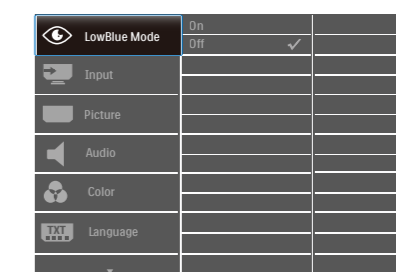 LowBlue Mode
On
Off
Input
Picture
Audio
Color
TXT
Language